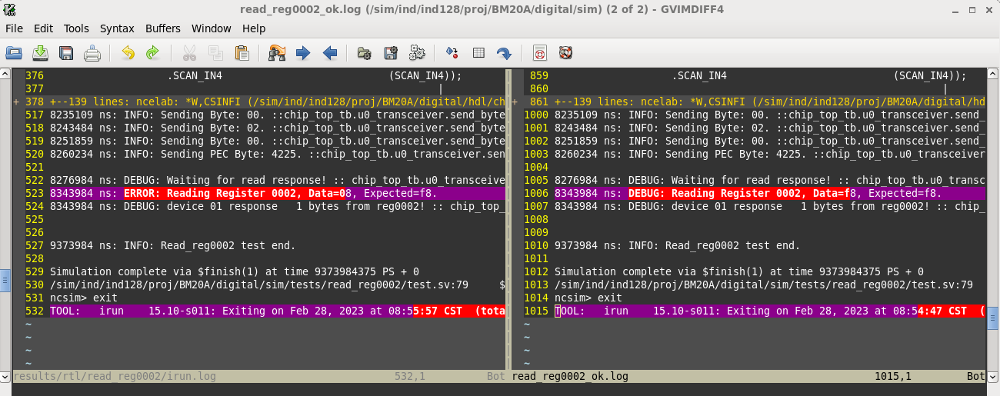 read_reg0002_ok.log (/sim/ind/ind128/proj/BM20A/digital/sim) (2 of 2) - GVIMDIFF4
File Edit Tools Syntax Buffers Window Help
376 .SCAN_IN4 (SCAN_IN4));
377 |
+ 378 +--139 lines: ncelab: *W,CSINFI (/sim/ind/ind128/proj/BM20A/digital/hdl/ch
517 8235109 ns: INFO: Sending Byte: 00. ::chip_top_tb.u0_transceiver.send_byte
518 8243484 ns: INFO: Sending Byte: 02. ::chip_top_tb.u0_transceiver.send_byte
519 8251859 ns: INFO: Sending Byte: 00. ::chip_top_tb.u0_transceiver.send_byte
520 8260234 ns: INFO: Sending PEC Byte: 4225. ::chip_top_tb.u0_transceiver.sen
521
522 8276984 ns: DEBUG: Waiting for read response! :: chip_top_tb.u0_transceive
523 8343984 ns: ERROR: Reading Register 0002, Data=08, Expected=f8.
524 8343984 ns: DEBUG: device 01 response 1 bytes from reg0002! :: chip_top_
525
526
527 9373984 ns: INFO: Read_reg0002 test end.
528
529 Simulation complete via $finish(1) at time 9373984375 PS + 0
530 /sim/ind/ind128/proj/BM20A/digital/sim/tests/read_reg0002/test.sv:79 $
531 ncsim> exit
532 TOOL: irun 15.10-s011: Exiting on Feb 28, 2023 at 08:55:57 CST (tota
~
~
~
~
results/rtl/read_reg0002/irun.log 532,1 Bot
859 .SCAN_IN4 (SCAN_IN4));
860 |
+ 861 +--139 lines: ncelab: *W,CSINFI (/sim/ind/ind128/proj/BM20A/digital/hd
1000 8235109 ns: INFO: Sending Byte: 00. ::chip_top_tb.u0_transceiver.send_
1001 8243484 ns: INFO: Sending Byte: 02. ::chip_top_tb.u0_transceiver.send_
1002 8251859 ns: INFO: Sending Byte: 00. ::chip_top_tb.u0_transceiver.send_
1003 8260234 ns: INFO: Sending PEC Byte: 4225. ::chip_top_tb.u0_transceiver
1004
1005 8276984 ns: DEBUG: Waiting for read response! :: chip_top_tb.u0_transc
1006 8343984 ns: DEBUG: Reading Register 0002, Data=f8, Expected=f8.
1007 8343984 ns: DEBUG: device 01 response 1 bytes from reg0002! :: chip_
1008
1009
1010 9373984 ns: INFO: Read_reg0002 test end.
1011
1012 Simulation complete via $finish(1) at time 9373984375 PS + 0
1013 /sim/ind/ind128/proj/BM20A/digital/sim/tests/read_reg0002/test.sv:79
1014 ncsim> exit
1015 TOOL: irun 15.10-s011: Exiting on Feb 28, 2023 at 08:54:47 CST (
~
~
~
~
read_reg0002_ok.log 1015,1 Bot